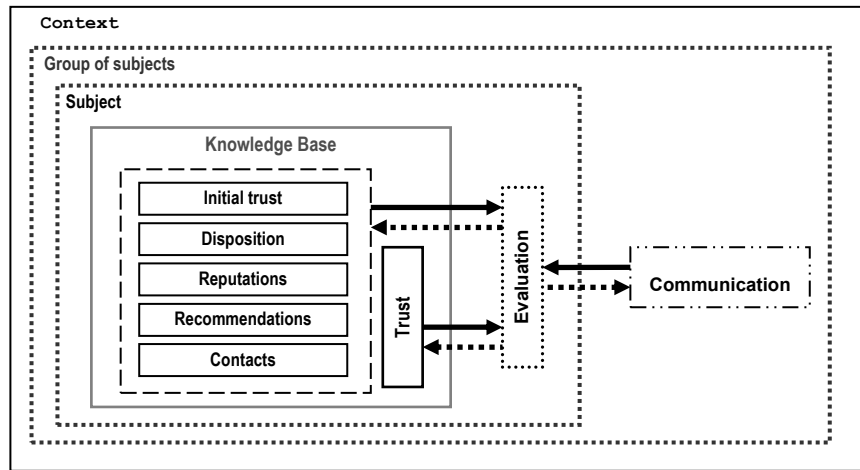 Context
Group of subjects
Subject
Knowledge Base
Initial trust
Disposition
Reputations
Recommendations
Contacts
Trust
Evaluation
Communication